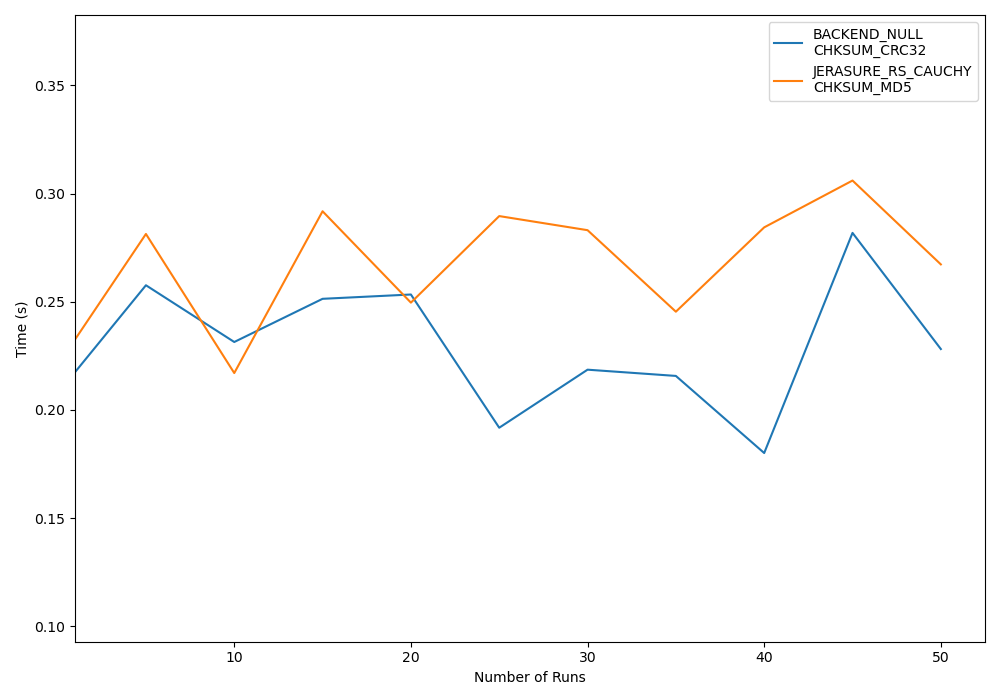 BACKEND_NULL
CHKSUM_CRC32
JERASURE_RS_CAUCHY
CHKSUM_MD5
0.35
0.30
0.25
0.20
0.15
0.10
Time (s)
10 20 30 40 50
Number of Runs